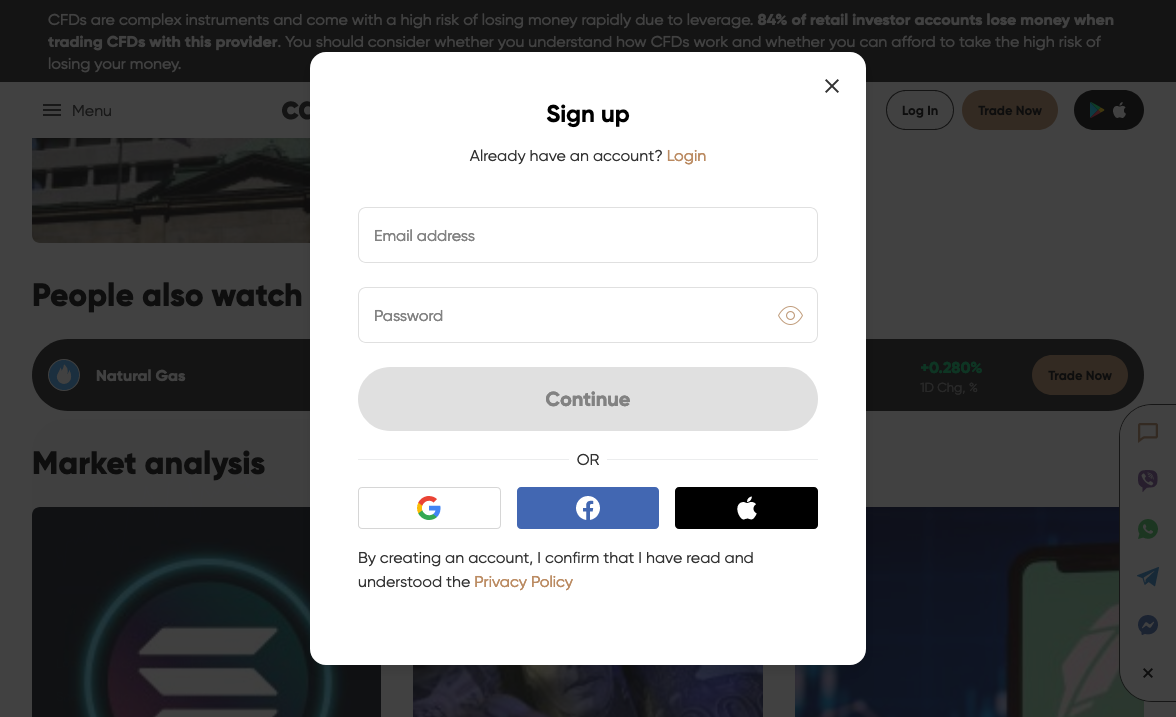 CFDs are complex instruments and come with a high risk of losing money rapidly due to leverage. 84% of retail investor accounts lose money when
trading CFDs with this provider. You should consider whether you understand how CFDs work and whether you can afford to take the high risk of
losing your money.
Menu
Log In
Trade Now
Sign up
Already have an account? Login
Email address
Password
Continue
OR
By creating an account, I confirm that I have read and
understood the Privacy Policy
People also watch
Natural Gas
+0.280%
1D Chg, %
Trade Now
Market analysis